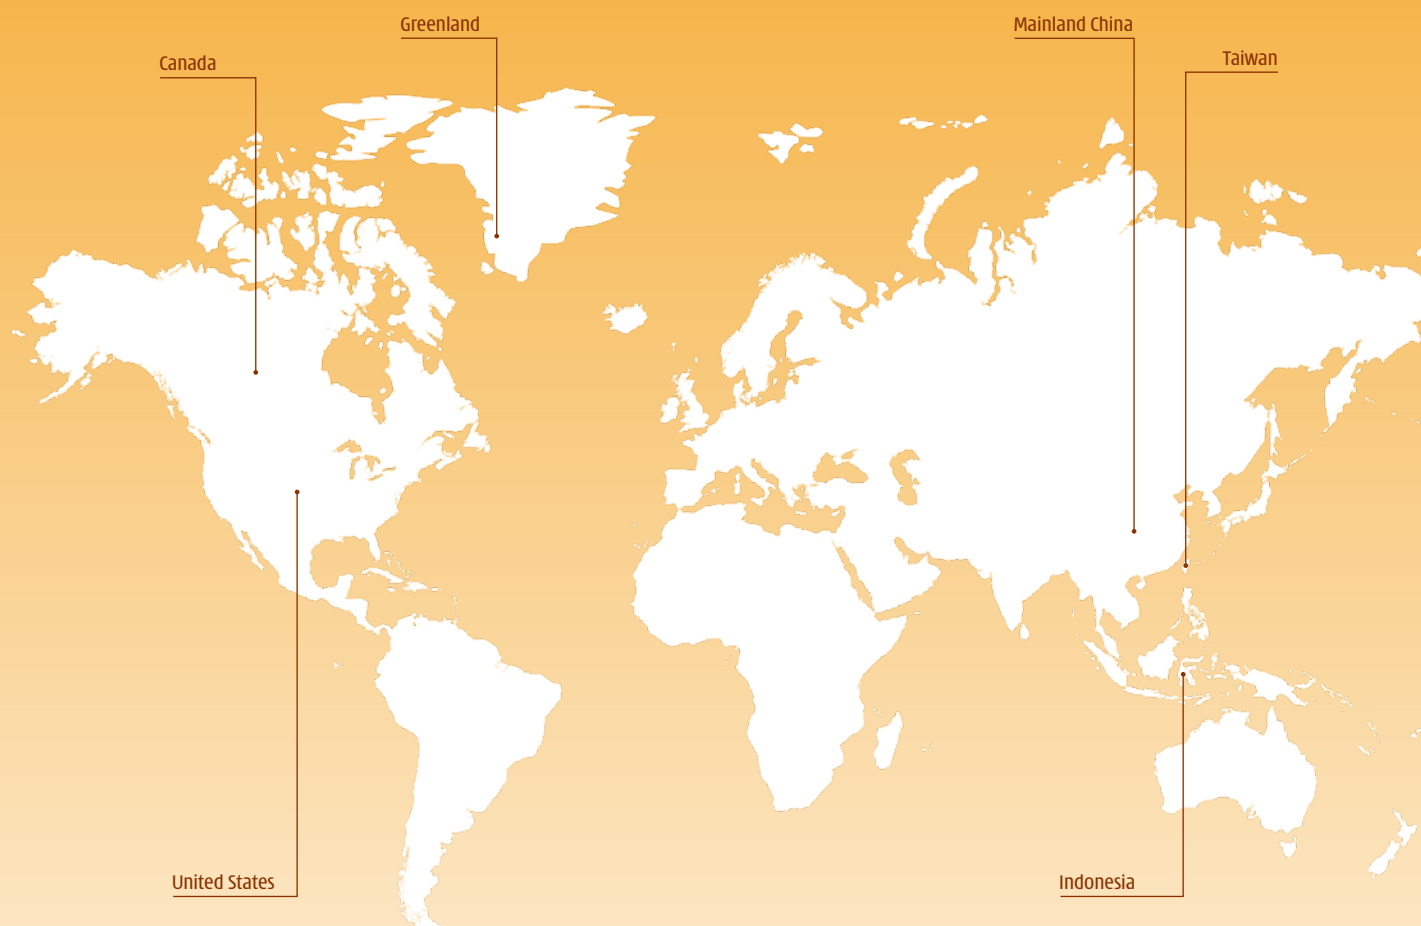 Greenland
Mainland China
Canada
Taiwan
United States
Indonesia